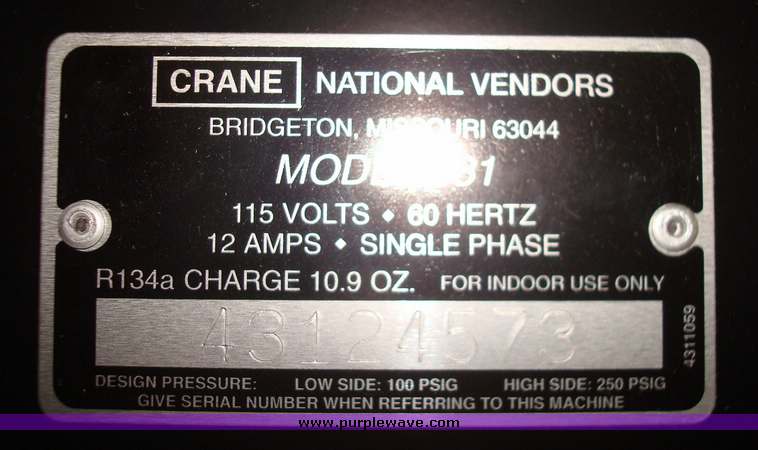 CRANE NATIONAL VENDORS
BRIDGETON, MISSOURI 63044
MODEL
115 VOLTS ◆ 60 HERTZ
12 AMPS ◆ SINGLE PHASE
R134a CHARGE 10.9 OZ. FOR INDOOR USE ONLY
43124573
4311059
DESIGN PRESSURE: LOW SIDE: 100 PSIG HIGH SIDE: 250 PSIG
GIVE SERIAL NUMBER WHEN REFERRING TO THIS MACHINE
www.purplewave.com